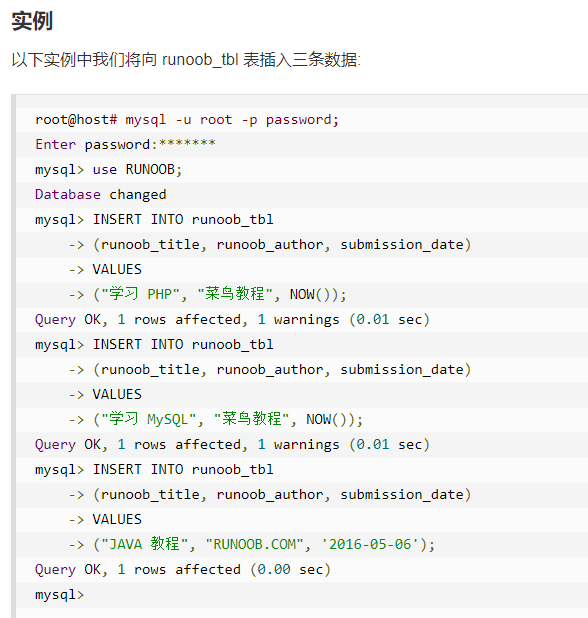 实例
以下实例中我们将向 runoob_tbl 表插入三条数据:
root@host# mysql -u root -p password;
Enter password:*******
mysql> use RUNOOB;
Database changed
mysql> INSERT INTO runoob_tbl
-> (runoob_title, runoob_author, submission_date)
-> VALUES
-> ("学习 PHP", "菜鸟教程", NOW());
Query OK, 1 rows affected, 1 warnings (0.01 sec)
mysql> INSERT INTO runoob_tbl
-> (runoob_title, runoob_author, submission_date)
-> VALUES
-> ("学习 MySQL", "菜鸟教程", NOW());
Query OK, 1 rows affected, 1 warnings (0.01 sec)
mysql> INSERT INTO runoob_tbl
-> (runoob_title, runoob_author, submission_date)
-> VALUES
-> ("JAVA 教程", "RUNOOB.COM", '2016-05-06');
Query OK, 1 rows affected (0.00 sec)
mysql>